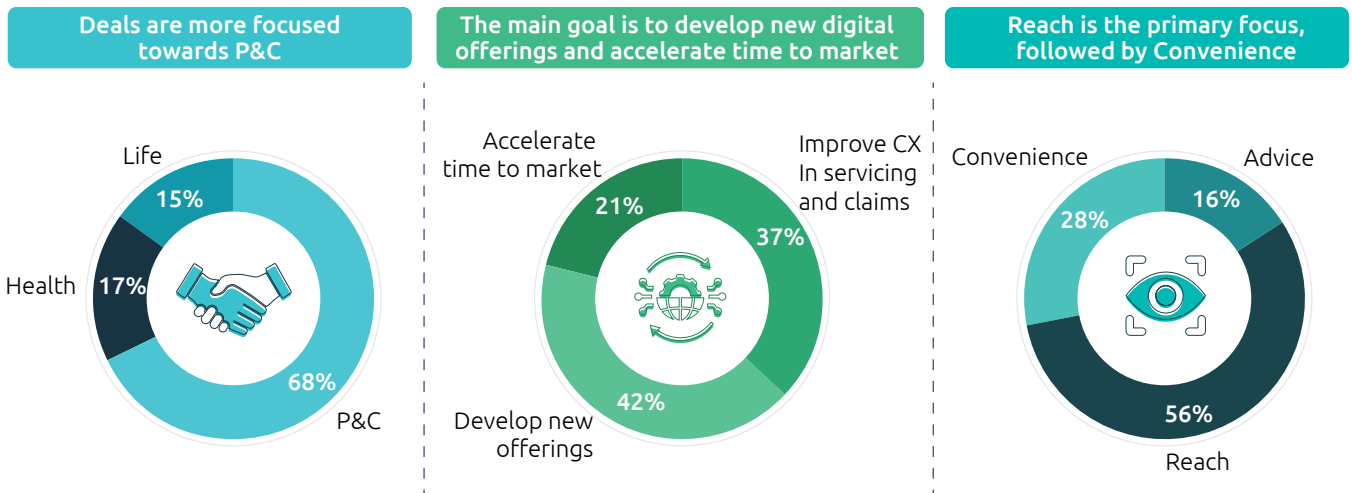 Deals are more focused
towards P&C
Life
15%
Health
17%
68%
P&C
The main goal is to develop new digital
offerings and accelerate time to market
Accelerate
time to market
21%
Improve CX
In servicing
and claims
37%
42%
Develop new
offerings
Reach is the primary focus,
followed by Convenience
Convenience
28%
Advice
16%
56%
Reach